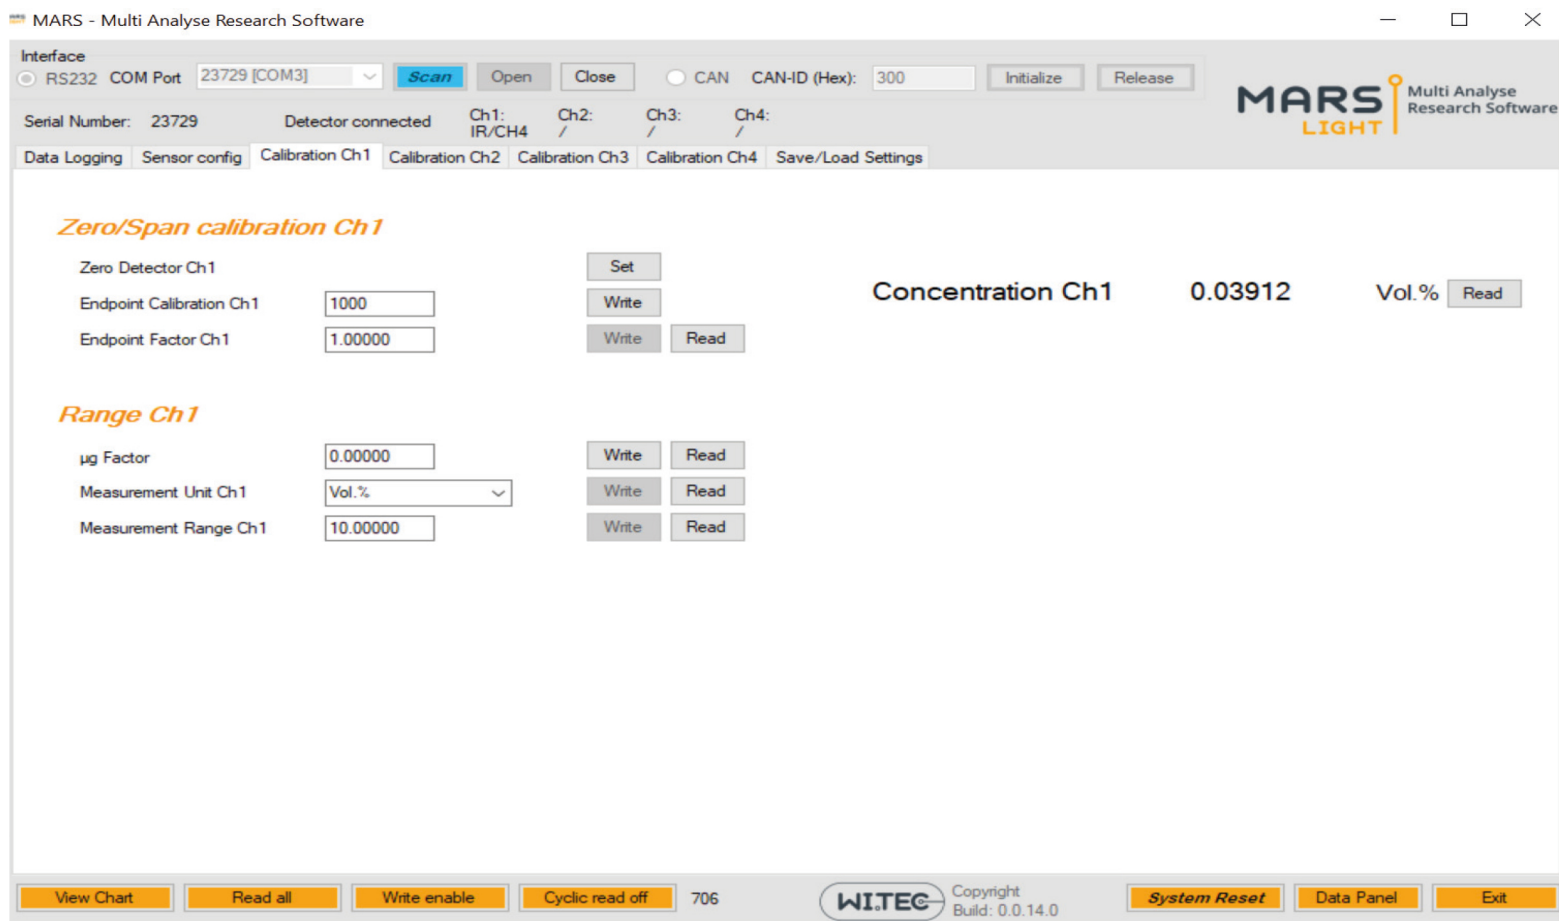 MARS - Multi Analyse Research Software
Interface
RS232 COM Port 23729 [COM3] Scan Open Close CAN CAN-ID (Hex): 300 Initialize Release
MARS LIGHT
Multi Analyse
Research Software
Serial Number: 23729 Detector connected Ch1: IR/CH4 Ch2: / Ch3: / Ch4: /
Data Logging Sensor config Calibration Ch1 Calibration Ch2 Calibration Ch3 Calibration Ch4 Save/Load Settings
Zero/Span calibration Ch1
Zero Detector Ch1 Set
Endpoint Calibration Ch1 1000 Write
Endpoint Factor Ch1 1.00000 Write Read
Concentration Ch1 0.03912 Vol.% Read
Range Ch1
µg Factor 0.00000 Write Read
Measurement Unit Ch1 Vol.% Write Read
Measurement Range Ch1 10.00000 Write Read
View Chart Read all Write enable Cyclic read off 706 WI.TEC Copyright System Reset Data Panel Exit
Build: 0.0.14.0